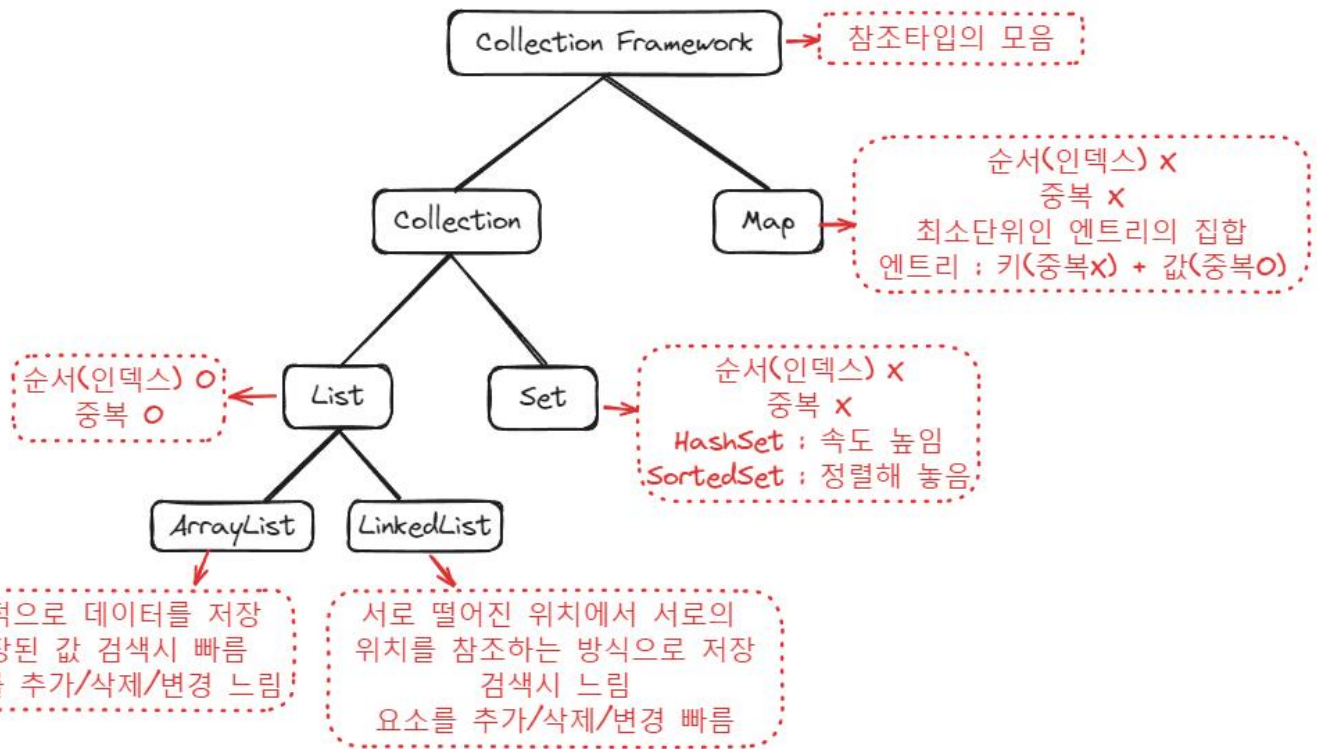 Collection Framework
참조타입의 모음
Collection
Map
순서(인덱스) X
중복 X
최소단위인 엔트리의 집합
엔트리 : 키(중복X) + 값(중복O)
순서(인덱스) O
중복 O
List
Set
순서(인덱스) X
중복 X
HashSet : 속도 높임
SortedSet : 정렬해 놓음
ArrayList
LinkedList
적으로 데이터를 저장
장된 값 검색시 빠름
추가/삭제/변경 느림
서로 떨어진 위치에서 서로의
위치를 참조하는 방식으로 저장
검색시 느림
요소를 추가/삭제/변경 빠름